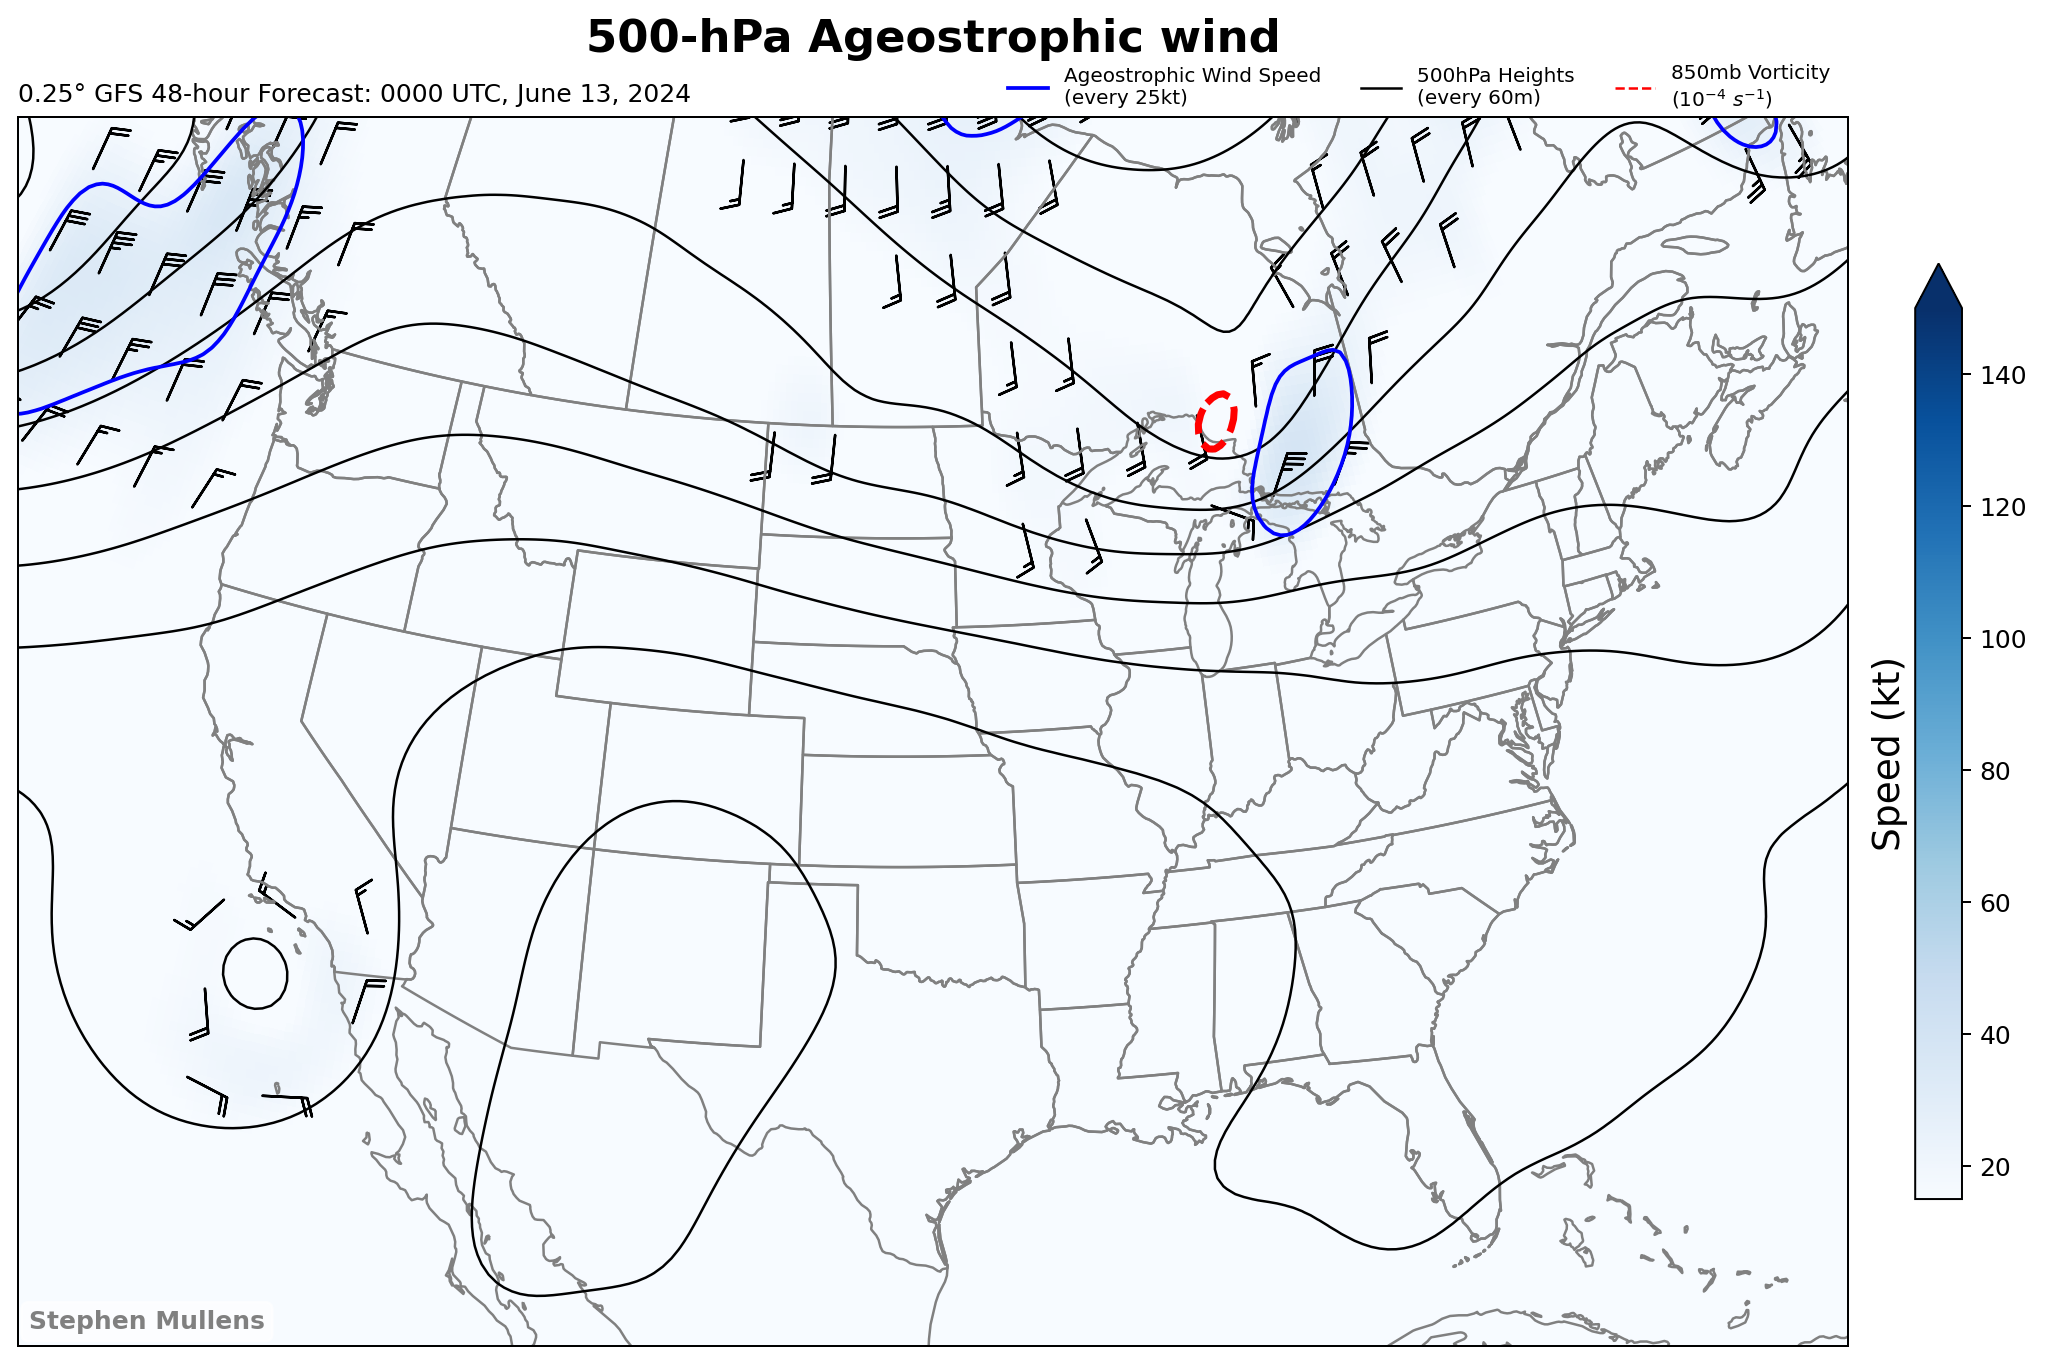 500-hPa Ageostrophic wind
0.25° GFS 48-hour Forecast: 0000 UTC, June 13, 2024
Ageostrophic Wind Speed
(every 25kt)
500hPa Heights
(every 60m)
850mb Vorticity
(10⁻⁴ s⁻¹)
140
120
100
80
60
40
20
Speed (kt)
Stephen Mullens